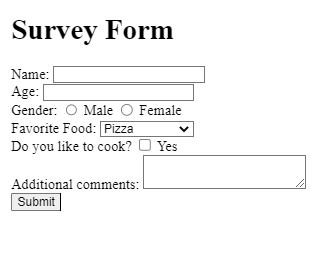 Survey Form
Name:
Age:
Gender: Male Female
Favorite Food: Pizza
Do you like to cook? Yes
Additional comments:
Submit